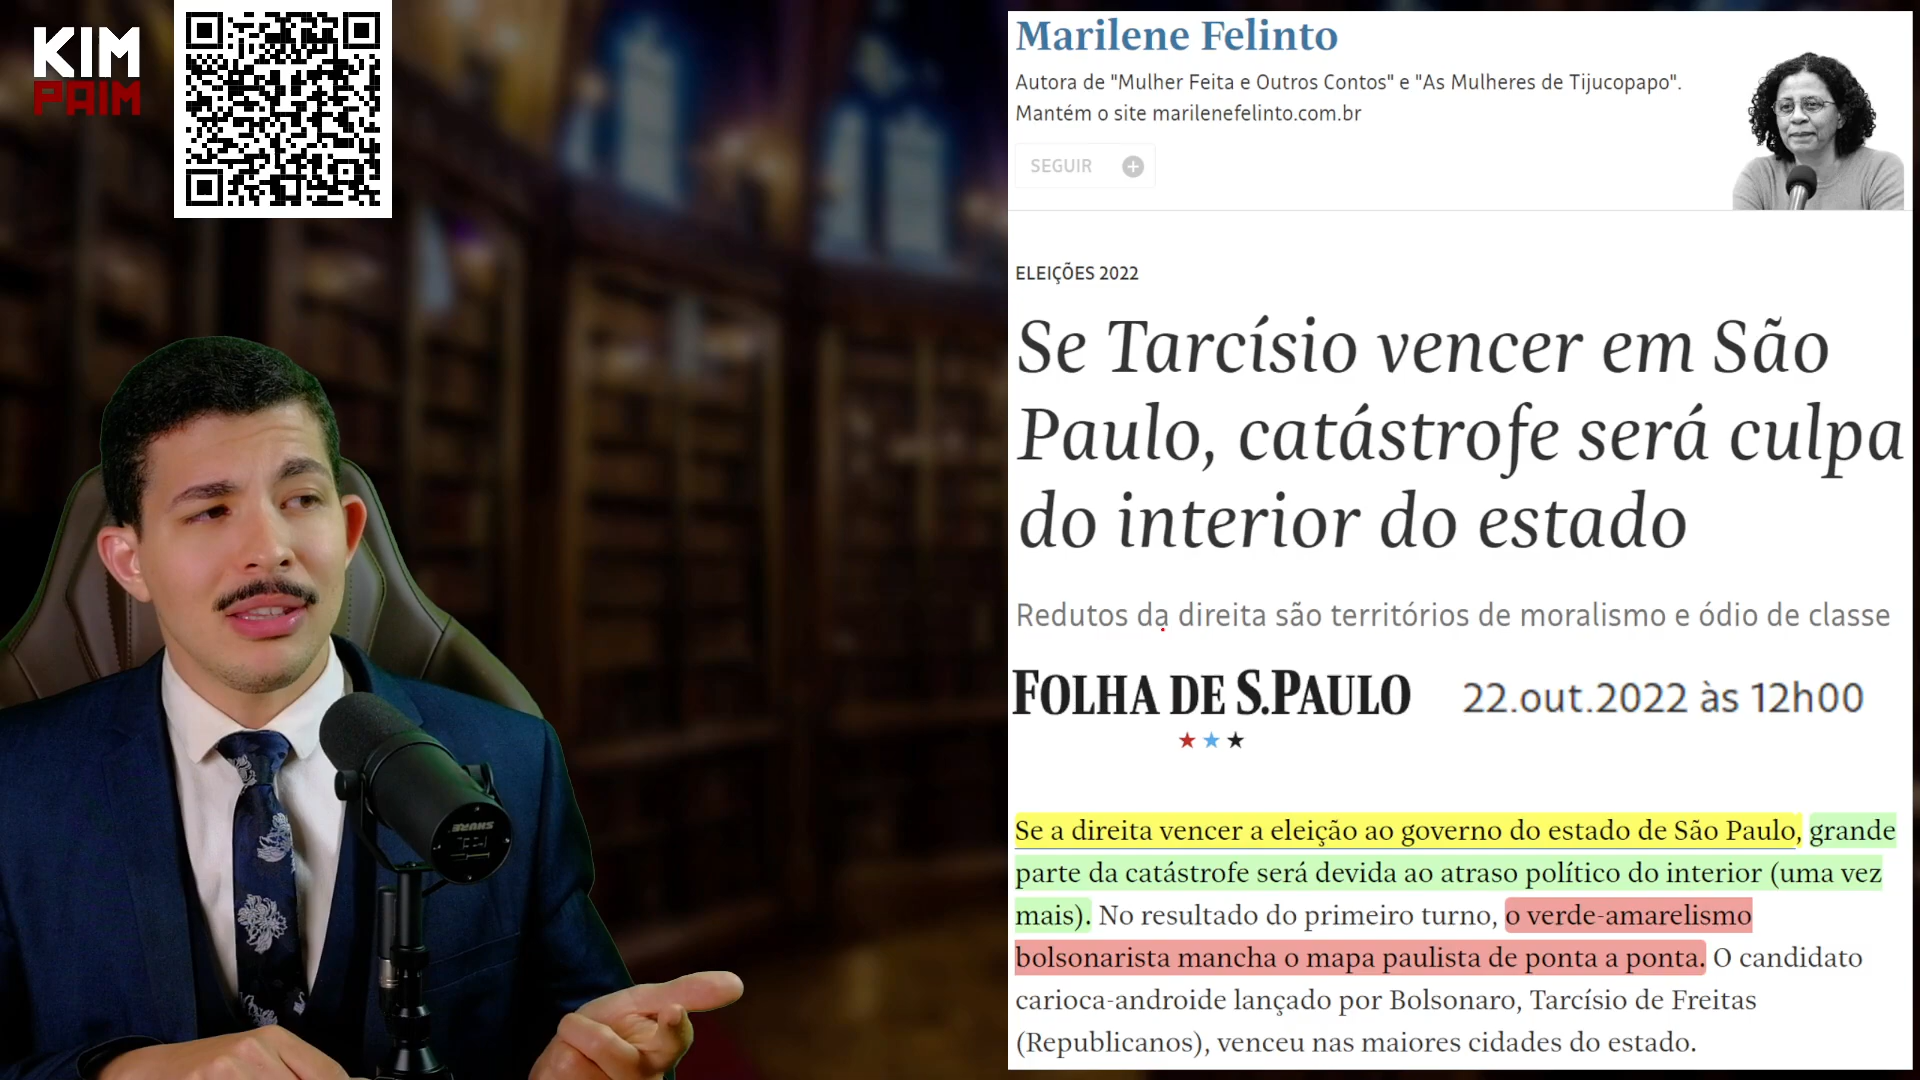 KIM
PAIM
Marilene Felinto
Autora de "Mulher Feita e Outros Contos" e "As Mulheres de Tijucopapo".
Mantém o site marilenefelinto.com.br
SEGUIR
ELEIÇÕES 2022
Se Tarcísio vencer em São
Paulo, catástrofe será culpa
do interior do estado
Redutos da direita são territórios de moralismo e ódio de classe
FOLHA DE S.PAULO 22.out.2022 às 12h00
Se a direita vencer a eleição ao governo do estado de São Paulo, grande
parte da catástrofe será devida ao atraso político do interior (uma vez
mais). No resultado do primeiro turno, o verde-amarelismo
bolsonarista mancha o mapa paulista de ponta a ponta. O candidato
carioca-androide lançado por Bolsonaro, Tarcísio de Freitas
(Republicanos), venceu nas maiores cidades do estado.
SHURE